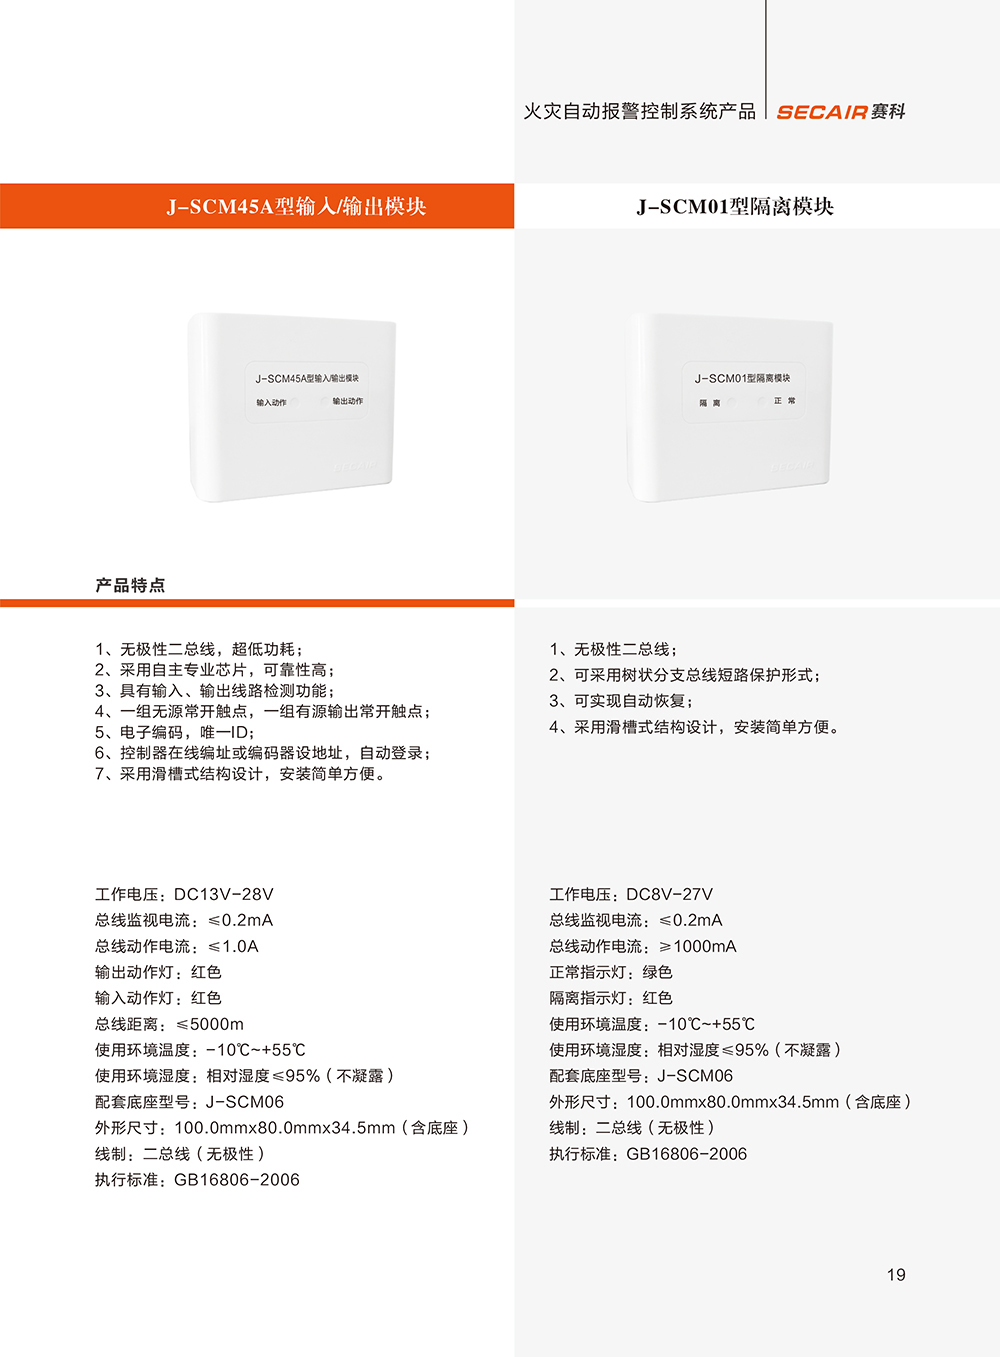 火灾自动报警控制系统产品
SECAIR赛科
J-SCM45A型输入/输出模块
J-SCM45A型输入/输出模块
输入动作 输出动作
SECAIR
产品特点
1、无极性二总线，超低功耗；
2、采用自主专业芯片，可靠性高；
3、具有输入、输出线路检测功能；
4、一组无源常开触点，一组有源输出常开触点；
5、电子编码，唯一ID；
6、控制器在线编址或编码器设地址，自动登录；
7、采用滑槽式结构设计，安装简单方便。
工作电压：DC13V-28V
总线监视电流：≤0.2mA
总线动作电流：≤1.0A
输出动作灯：红色
输入动作灯：红色
总线距离：≤5000m
使用环境温度：-10℃~+55℃
使用环境湿度：相对湿度≤95%（不凝露）
配套底座型号：J-SCM06
外形尺寸：100.0mmx80.0mmx34.5mm（含底座）
线制：二总线（无极性）
执行标准：GB16806-2006
J-SCM01型隔离模块
J-SCM01型隔离模块
隔 离 正 常
SECAIR
1、无极性二总线；
2、可采用树状分支总线短路保护形式；
3、可实现自动恢复；
4、采用滑槽式结构设计，安装简单方便。
工作电压：DC8V-27V
总线监视电流：≤0.2mA
总线动作电流：≥1000mA
正常指示灯：绿色
隔离指示灯：红色
使用环境温度：-10℃~+55℃
使用环境湿度：相对湿度≤95%（不凝露）
配套底座型号：J-SCM06
外形尺寸：100.0mmx80.0mmx34.5mm（含底座）
线制：二总线（无极性）
执行标准：GB16806-2006
19